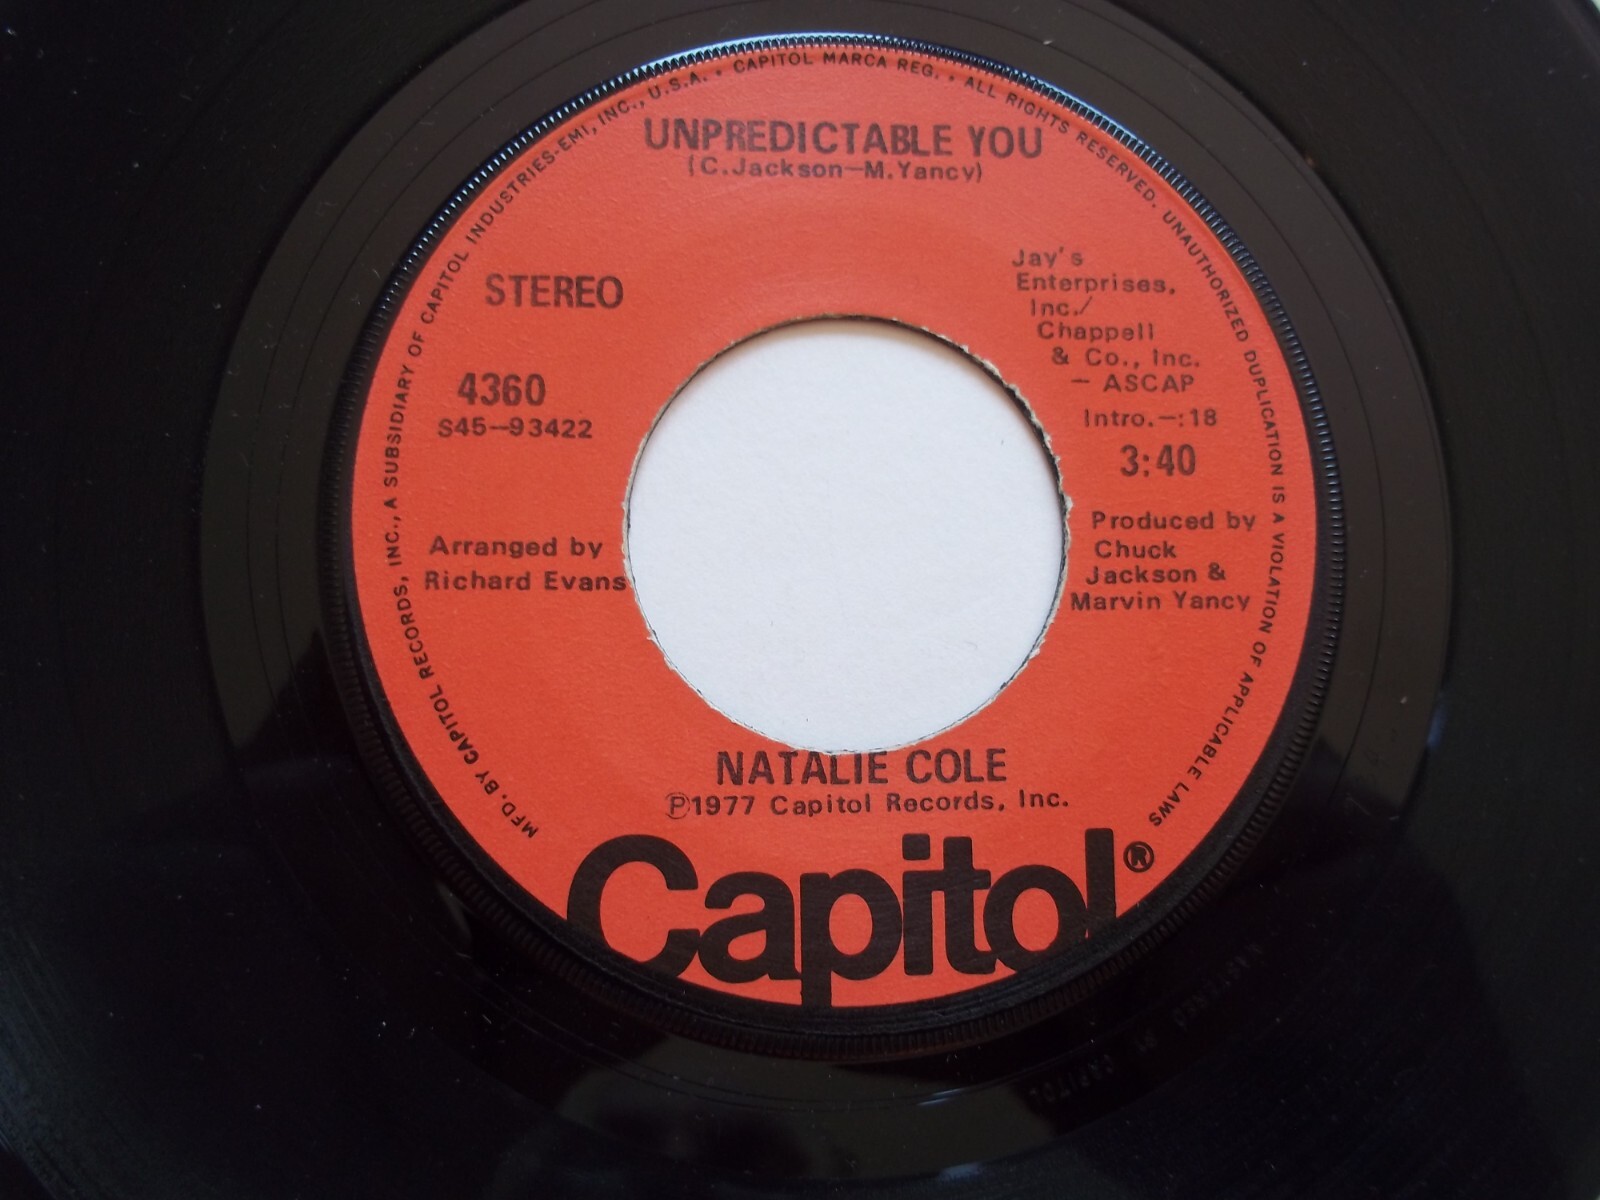 MFD. BY CAPITOL RECORDS, INC., A SUBSIDIARY OF CAPITOL INDUSTRIES-EMI, INC., U.S.A. • CAPITOL MARCA REG. • ALL RIGHTS RESERVED. UNAUTHORIZED DUPLICATION IS A VIOLATION OF APPLICABLE LAWS
UNPREDICTABLE YOU
(C.Jackson—M.Yancy)
STEREO
4360
S45—93422
Jay's
Enterprises,
Inc./
Chappell
& Co., Inc.
— ASCAP
Intro.—:18
3:40
Arranged by
Richard Evans
Produced by
Chuck
Jackson &
Marvin Yancy
NATALIE COLE
Ⓟ1977 Capitol Records, Inc.
Capitol®